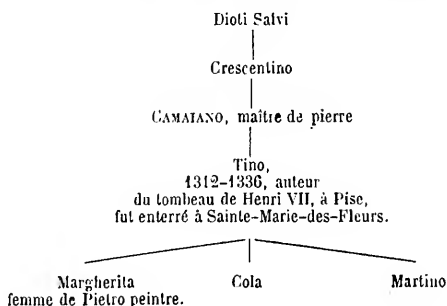 Dioti Salvi
Crescentino
CAMAIANO, maître de pierre
Tino,
1312-1336, auteur
du tombeau de Henri VII, à Pise,
fut enterré à Sainte-Marie-des-Fleurs.
Margherita Cola Martino
femme de Pietro peintre.